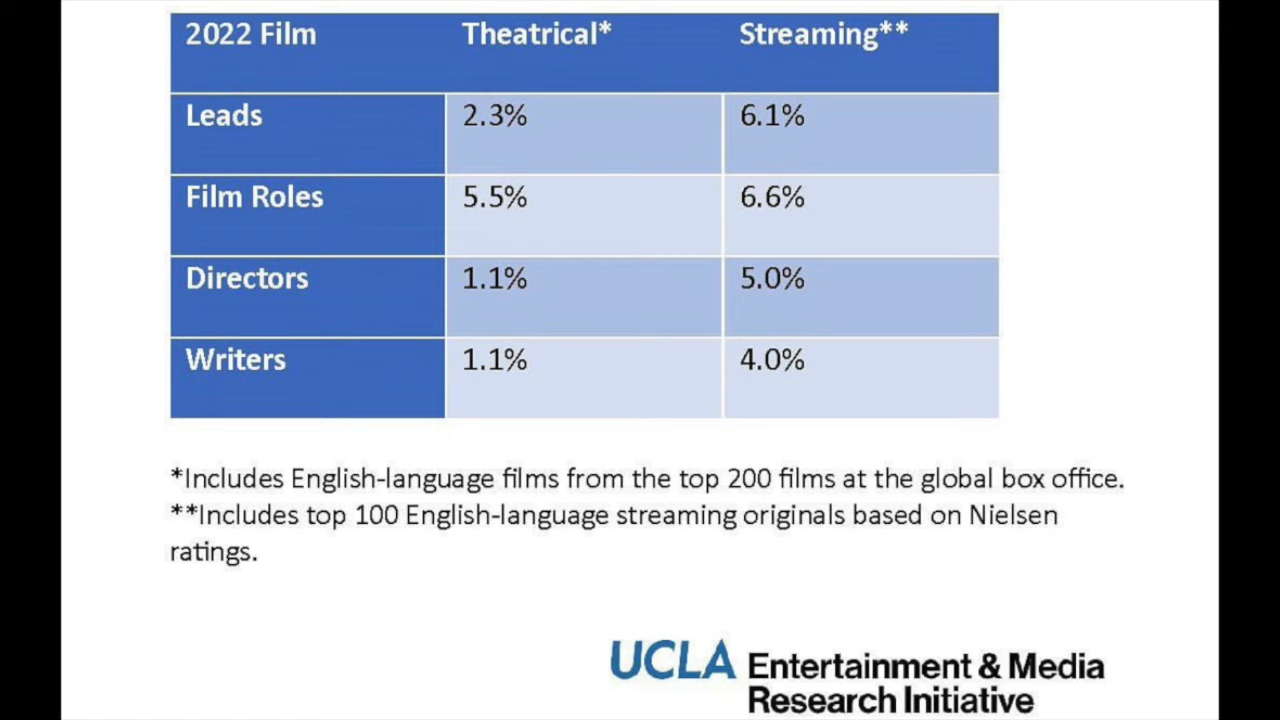 2022 Film Theatrical* Streaming**
Leads 2.3% 6.1%
Film Roles 5.5% 6.6%
Directors 1.1% 5.0%
Writers 1.1% 4.0%
*Includes English-language films from the top 200 films at the global box office.
**Includes top 100 English-language streaming originals based on Nielsen
ratings.
UCLA Entertainment & Media
Research Initiative